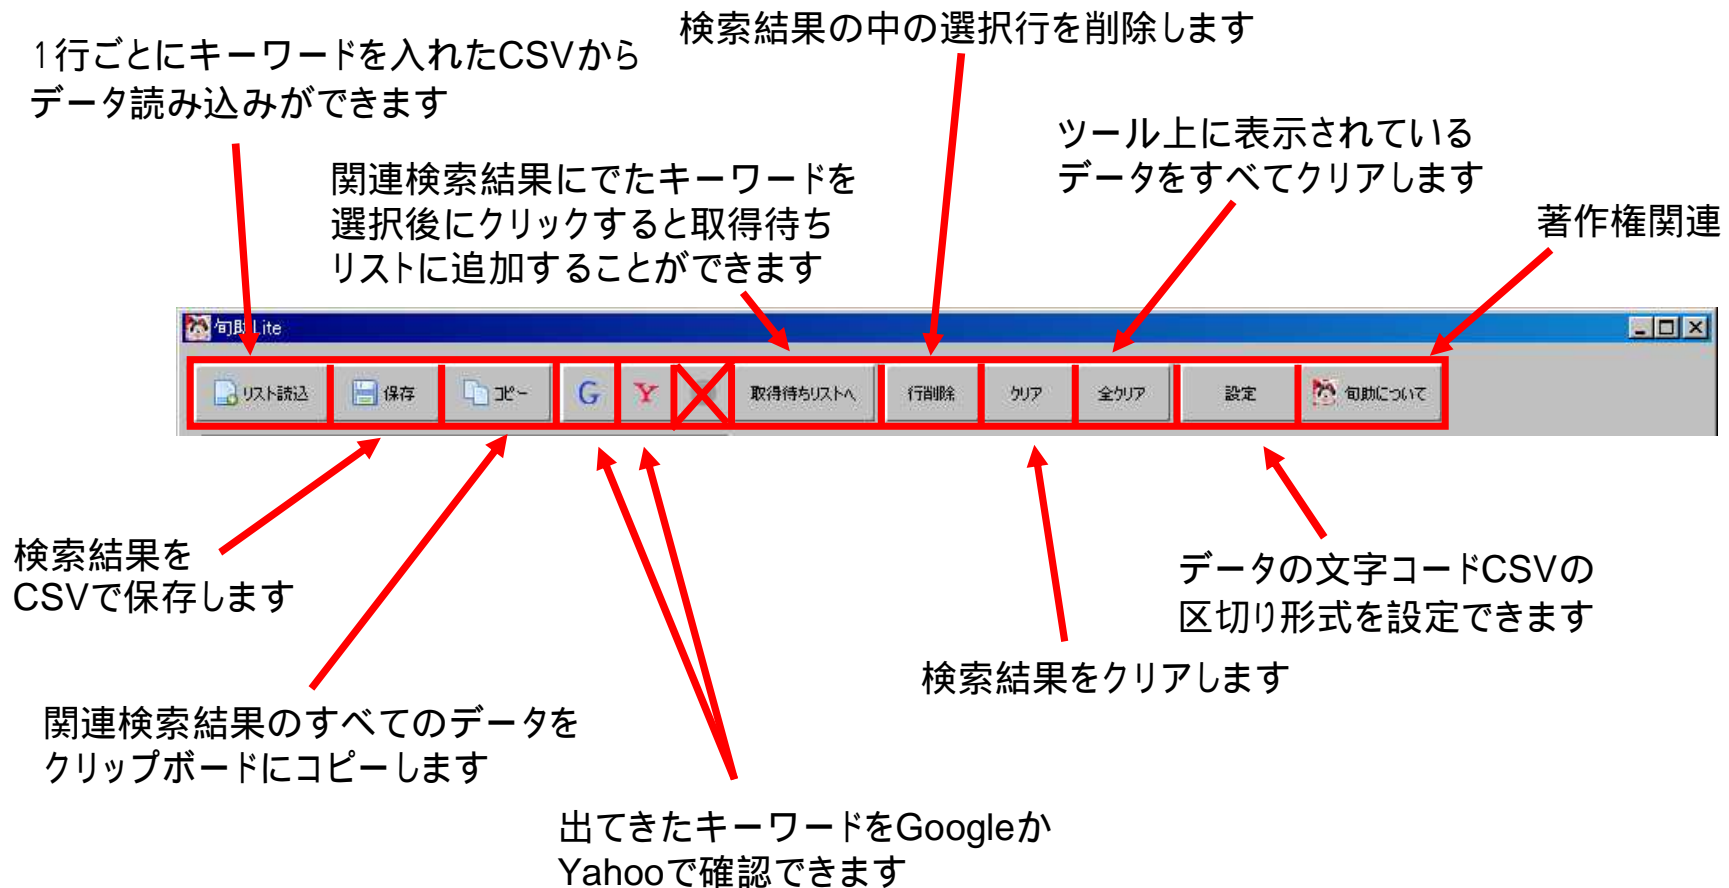 検索結果の中の選択行を削除します
1行ごとにキーワードを入れたCSVから
データ読み込みができます
ツール上に表示されている
データをすべてクリアします
関連検索結果にでたキーワードを
選択後にクリックすると取得待ち
リストに追加することができます
著作権関連
旬助Lite
リスト読込
保存
コピー
G
Y
取得待ちリストへ
行削除
クリア
全クリア
設定
旬助について
検索結果を
CSVで保存します
データの文字コードCSVの
区切り形式を設定できます
検索結果をクリアします
関連検索結果のすべてのデータを
クリップボードにコピーします
出てきたキーワードをGoogleか
Yahooで確認できます